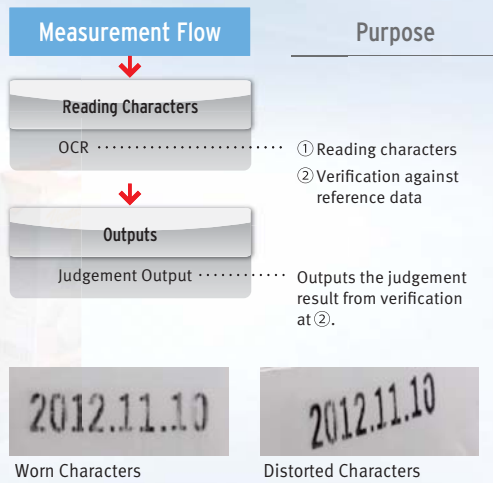 Measurement Flow
Purpose
Reading Characters
OCR ························ ①Reading characters
②Verification against
reference data
Outputs
Judgement Output ············ Outputs the judgement
result from verification
at②.
2012.11.10
2012.11.10
Worn Characters
Distorted Characters